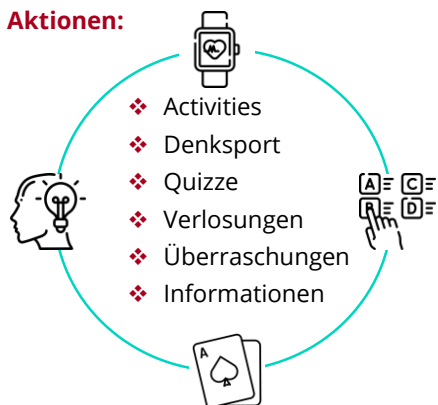 Aktionen:
Activities
Denksport
Quizze
Verlosungen
Überraschungen
Informationen
A C
B D
A